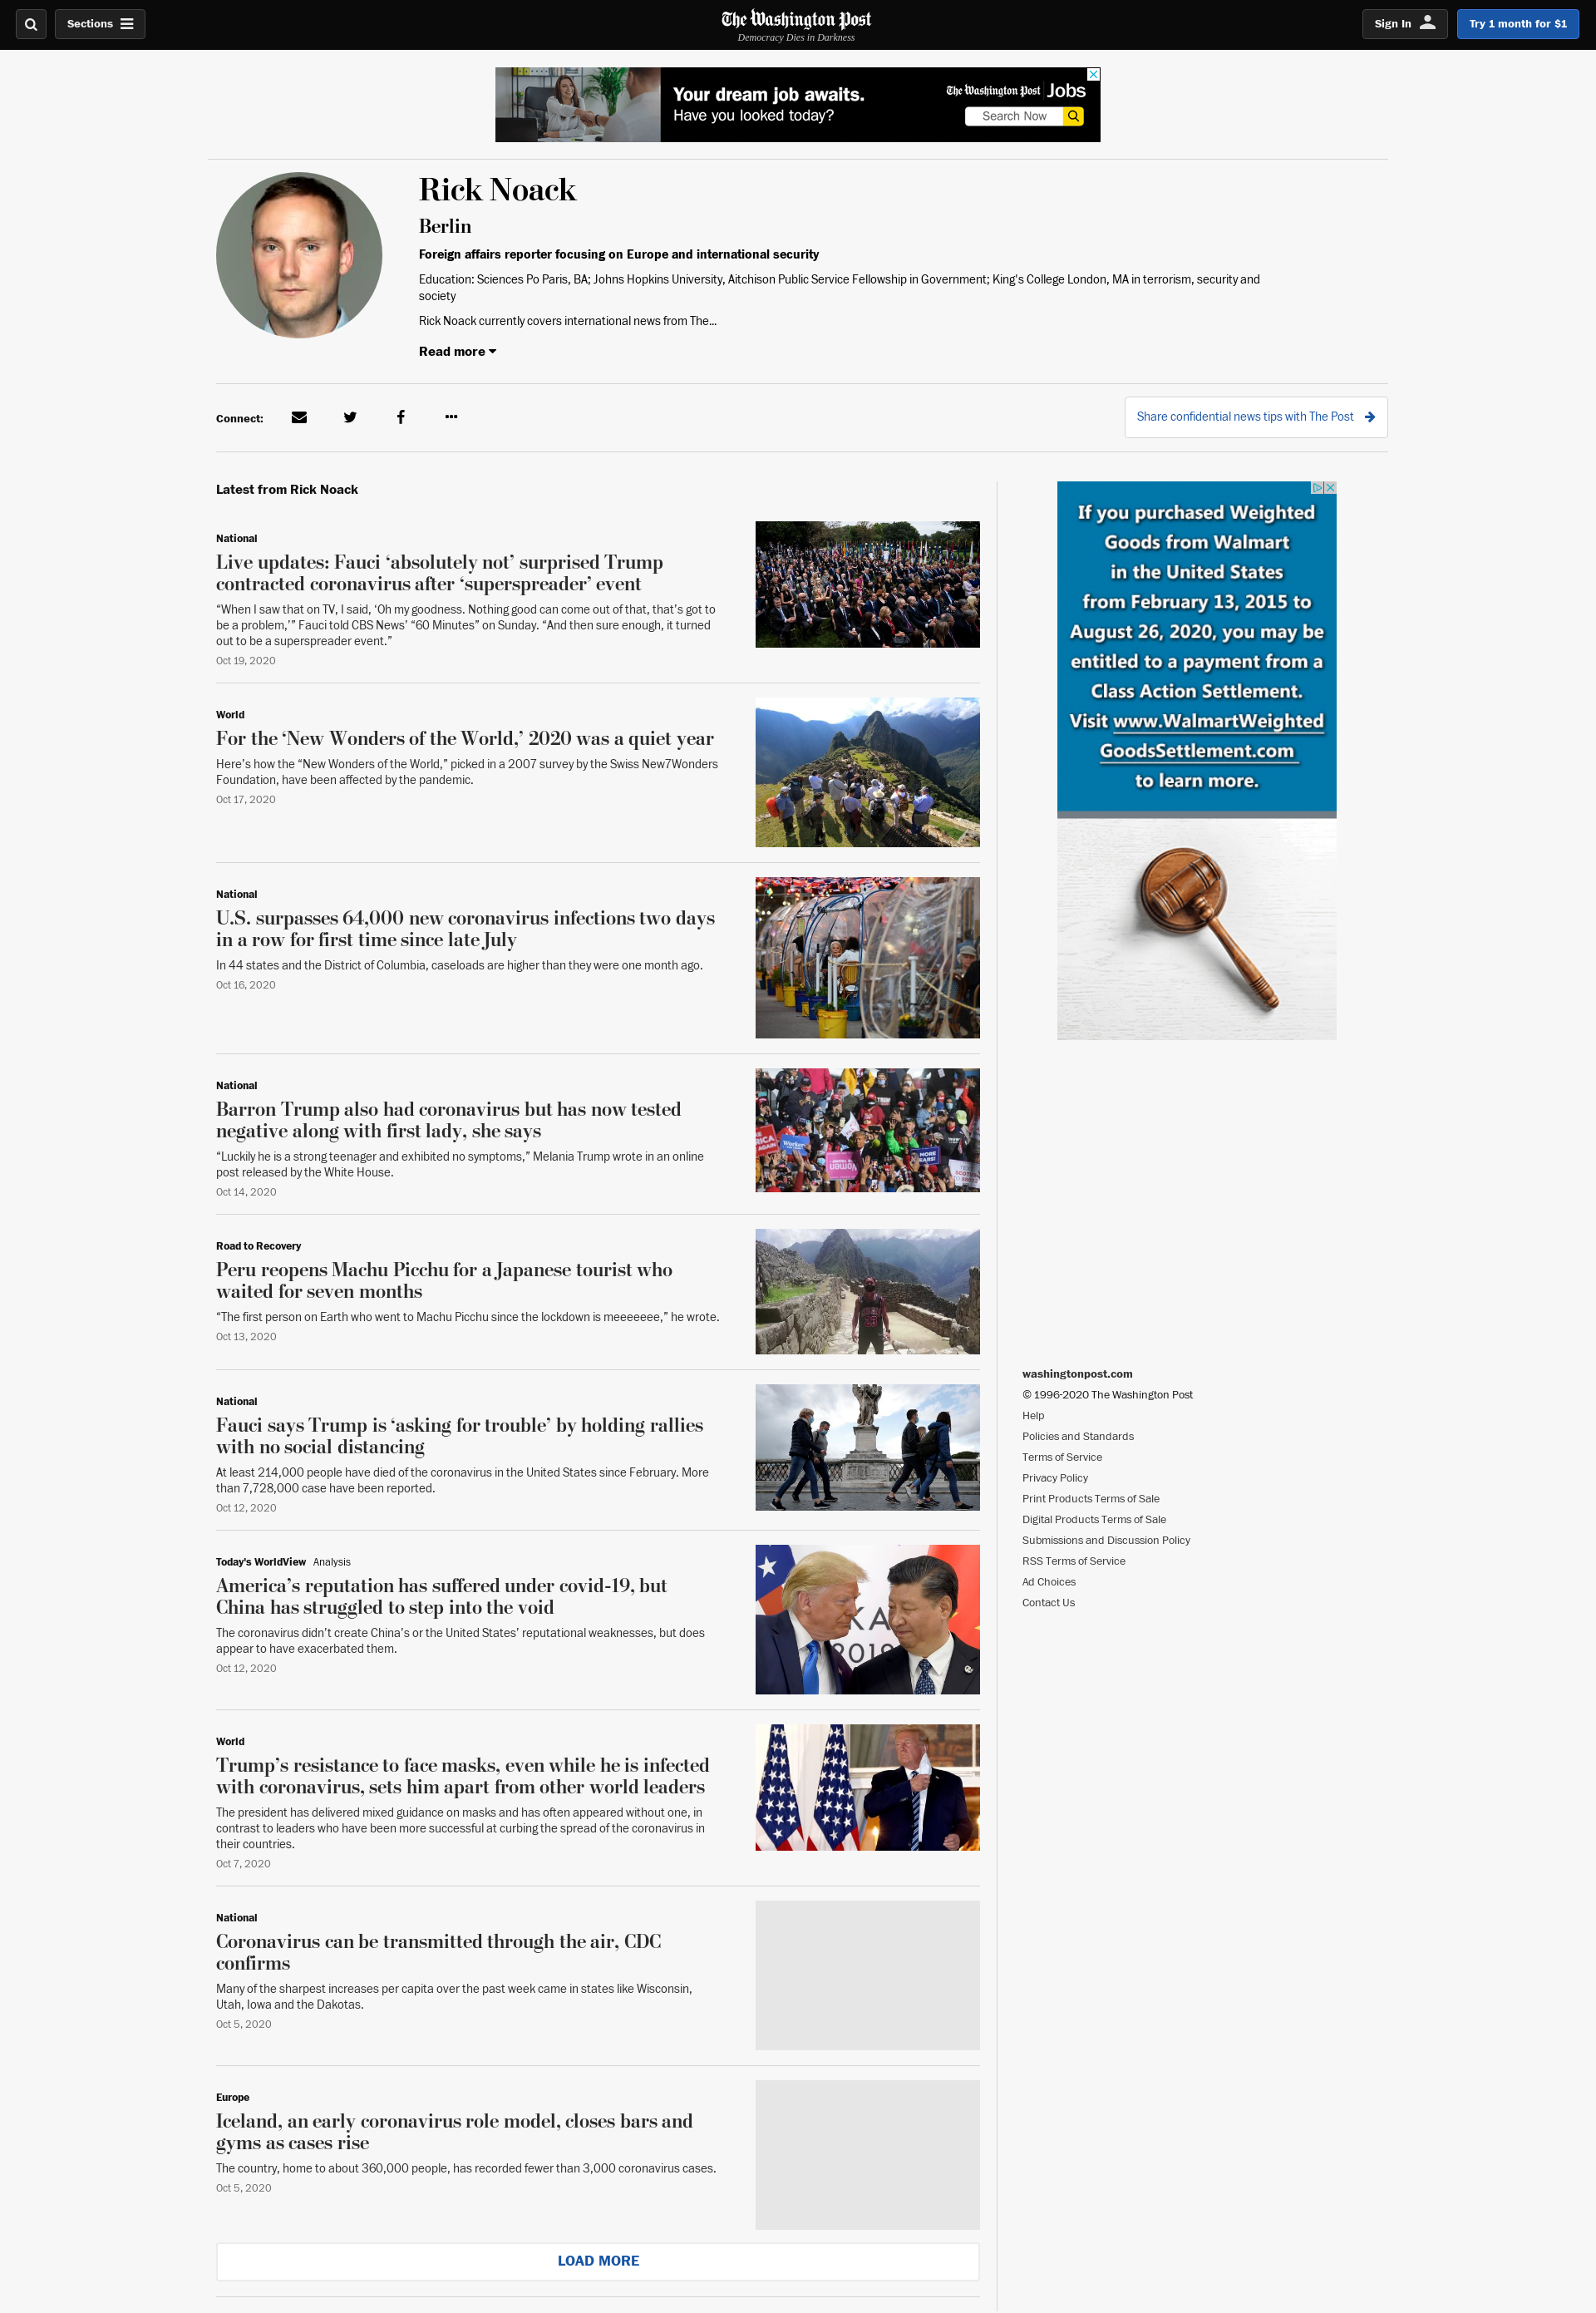 Sections
The Washington Post
Democracy Dies in Darkness
Sign In
Try 1 month for $1
Your dream job awaits.
Have you looked today?
The Washington Post Jobs
Search Now
Rick Noack
Berlin
Foreign affairs reporter focusing on Europe and international security
Education: Sciences Po Paris, BA; Johns Hopkins University, Aitchison Public Service Fellowship in Government; King's College London, MA in terrorism, security and
society
Rick Noack currently covers international news from The...
Read more
Connect:
Share confidential news tips with The Post
Latest from Rick Noack
National
Live updates: Fauci ‘absolutely not’ surprised Trump
contracted coronavirus after ‘superspreader’ event
“When I saw that on TV, I said, ‘Oh my goodness. Nothing good can come out of that, that’s got to
be a problem,’” Fauci told CBS News’ “60 Minutes” on Sunday. “And then sure enough, it turned
out to be a superspreader event.”
Oct 19, 2020
World
For the ‘New Wonders of the World,’ 2020 was a quiet year
Here’s how the “New Wonders of the World,” picked in a 2007 survey by the Swiss New7Wonders
Foundation, have been affected by the pandemic.
Oct 17, 2020
National
U.S. surpasses 64,000 new coronavirus infections two days
in a row for first time since late July
In 44 states and the District of Columbia, caseloads are higher than they were one month ago.
Oct 16, 2020
National
Barron Trump also had coronavirus but has now tested
negative along with first lady, she says
“Luckily he is a strong teenager and exhibited no symptoms,” Melania Trump wrote in an online
post released by the White House.
Oct 14, 2020
Road to Recovery
Peru reopens Machu Picchu for a Japanese tourist who
waited for seven months
“The first person on Earth who went to Machu Picchu since the lockdown is meeeeeee,” he wrote.
Oct 13, 2020
National
Fauci says Trump is ‘asking for trouble’ by holding rallies
with no social distancing
At least 214,000 people have died of the coronavirus in the United States since February. More
than 7,728,000 case have been reported.
Oct 12, 2020
Today's WorldView Analysis
America’s reputation has suffered under covid-19, but
China has struggled to step into the void
The coronavirus didn’t create China’s or the United States’ reputational weaknesses, but does
appear to have exacerbated them.
Oct 12, 2020
World
Trump’s resistance to face masks, even while he is infected
with coronavirus, sets him apart from other world leaders
The president has delivered mixed guidance on masks and has often appeared without one, in
contrast to leaders who have been more successful at curbing the spread of the coronavirus in
their countries.
Oct 7, 2020
National
Coronavirus can be transmitted through the air, CDC
confirms
Many of the sharpest increases per capita over the past week came in states like Wisconsin,
Utah, Iowa and the Dakotas.
Oct 5, 2020
Europe
Iceland, an early coronavirus role model, closes bars and
gyms as cases rise
The country, home to about 360,000 people, has recorded fewer than 3,000 coronavirus cases.
Oct 5, 2020
LOAD MORE
If you purchased Weighted
Goods from Walmart
in the United States
from February 13, 2015 to
August 26, 2020, you may be
entitled to a payment from a
Class Action Settlement.
Visit www.WalmartWeighted
GoodsSettlement.com
to learn more.
washingtonpost.com
© 1996-2020 The Washington Post
Help
Policies and Standards
Terms of Service
Privacy Policy
Print Products Terms of Sale
Digital Products Terms of Sale
Submissions and Discussion Policy
RSS Terms of Service
Ad Choices
Contact Us